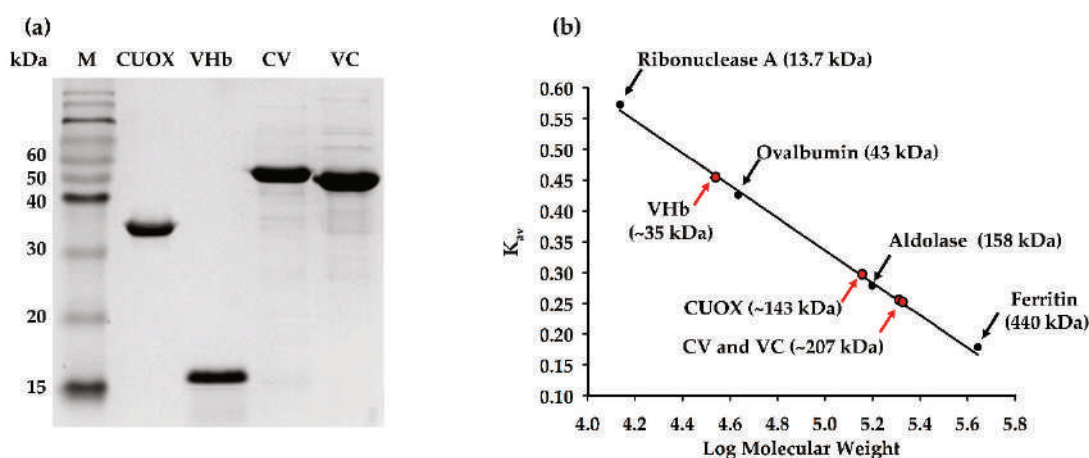 (a)
kDa M CUOX VHb CV VC
60
50
40
30
20
15
(b)
Ribonuclease A (13.7 kDa)
0.60
0.55
0.50
0.45
0.40
0.35
0.30
0.25
0.20
0.15
0.10
K_av
Ovalbumin (43 kDa)
VHb
(~35 kDa)
Aldolase (158 kDa)
CUOX (~143 kDa)
Ferritin
(440 kDa)
CV and VC (~207 kDa)
4.0 4.2 4.4 4.6 4.8 5.0 5.2 5.4 5.6 5.8
Log Molecular Weight